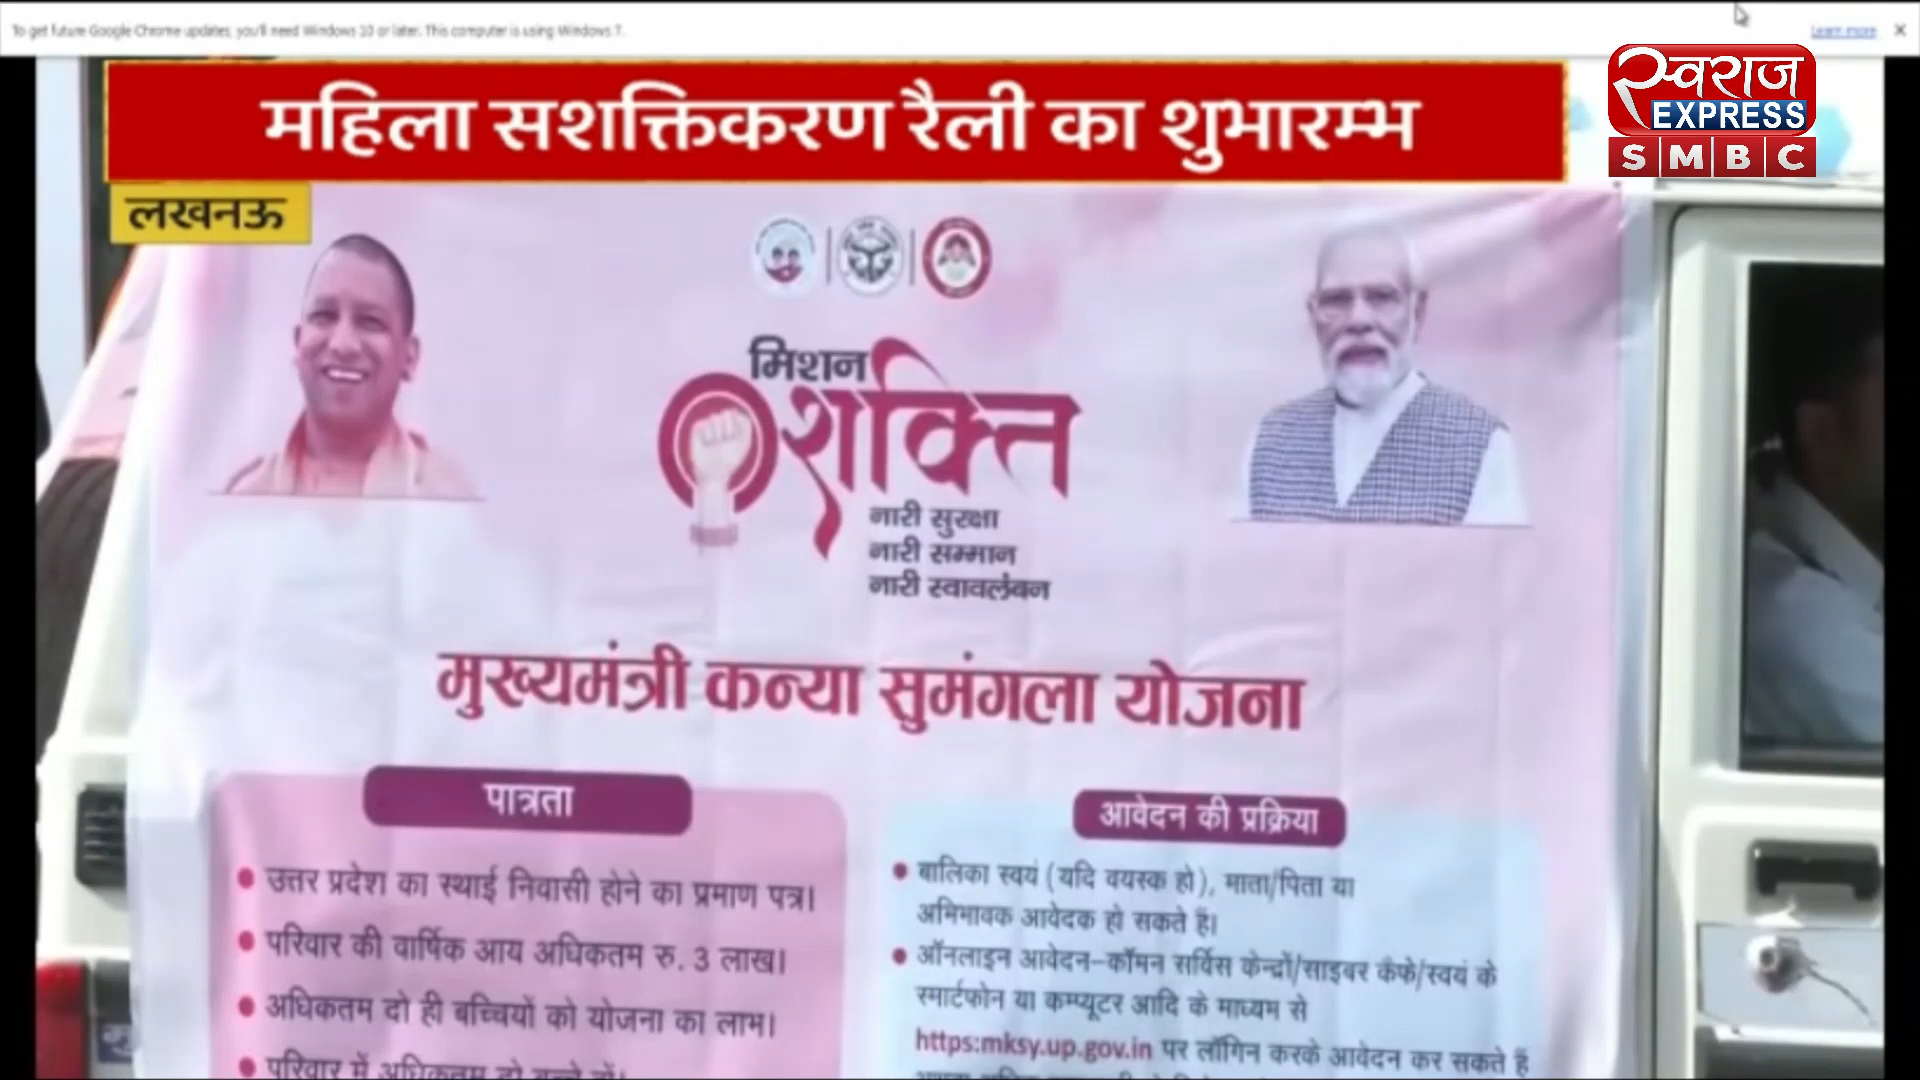 To get future Google Chrome updates, you'll need Windows 10 or later. This computer is using Windows 7.
Learn more
महिला सशक्तिकरण रैली का शुभारम्भ
स्वराज
EXPRESS
SMBC
लखनऊ
मिशन
शक्ति
नारी सुरक्षा
नारी सम्मान
नारी स्वावलंबन
मुख्यमंत्री कन्या सुमंगला योजना
पात्रता
उत्तर प्रदेश का स्थाई निवासी होने का प्रमाण पत्र।
परिवार की वार्षिक आय अधिकतम रु. 3 लाख।
अधिकतम दो ही बच्चियों को योजना का लाभ।
परिवार में अधिकतम दो बच्चे हों।
आवेदन की प्रक्रिया
बालिका स्वयं (यदि वयस्क हो), माता/पिता या
अभिभावक आवेदक हो सकते हैं।
ऑनलाइन आवेदन-कॉमन सर्विस केन्द्रों/साइबर कैफे/स्वयं के
स्मार्टफोन या कम्प्यूटर आदि के माध्यम से
https:mksy.up.gov.in पर लॉगिन करके आवेदन कर सकते हैं